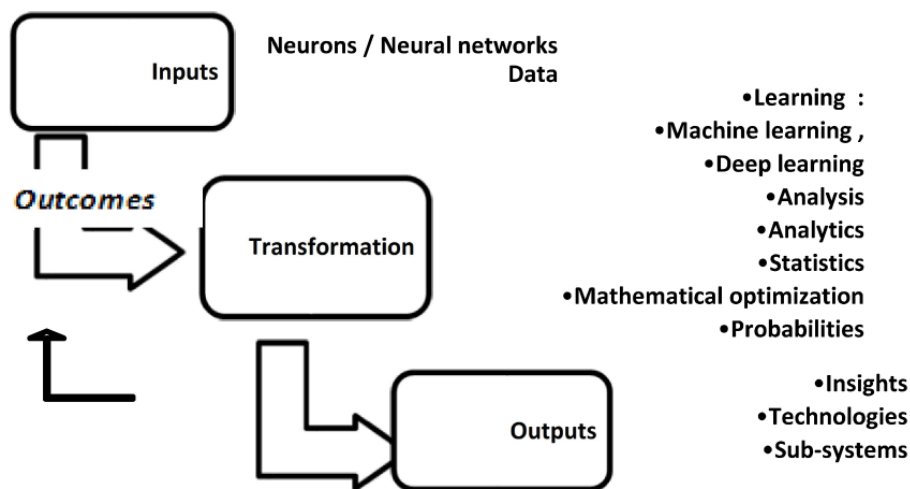 Inputs
Neurons / Neural networks
Data
Outcomes
Transformation
•Learning :
•Machine learning ,
•Deep learning
•Analysis
•Analytics
•Statistics
•Mathematical optimization
•Probabilities
Outputs
•Insights
•Technologies
•Sub-systems